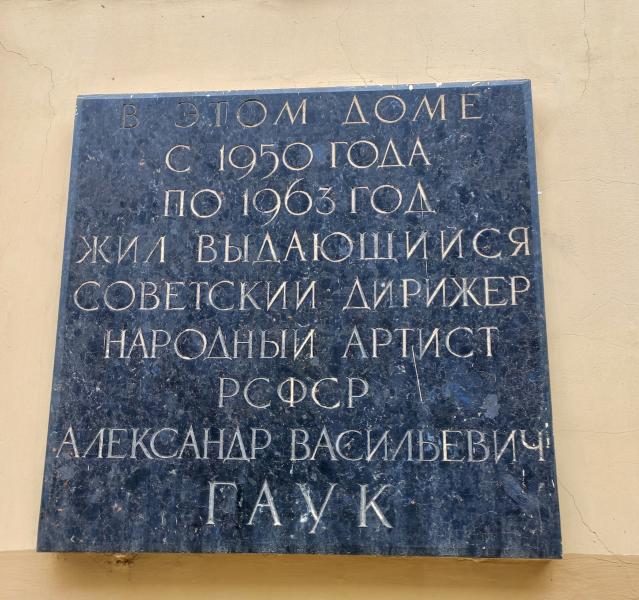 В ЭТОМ ДОМЕ
С 1950 ГОДА
ПО 1963 ГОД
ЖИЛ ВЫДАЮЩИЙСЯ
СОВЕТСКИЙ ДИРИЖЕР
НАРОДНЫЙ АРТИСТ
РСФСР
АЛЕКСАНДР ВАСИЛЬЕВИЧ
ГАУК